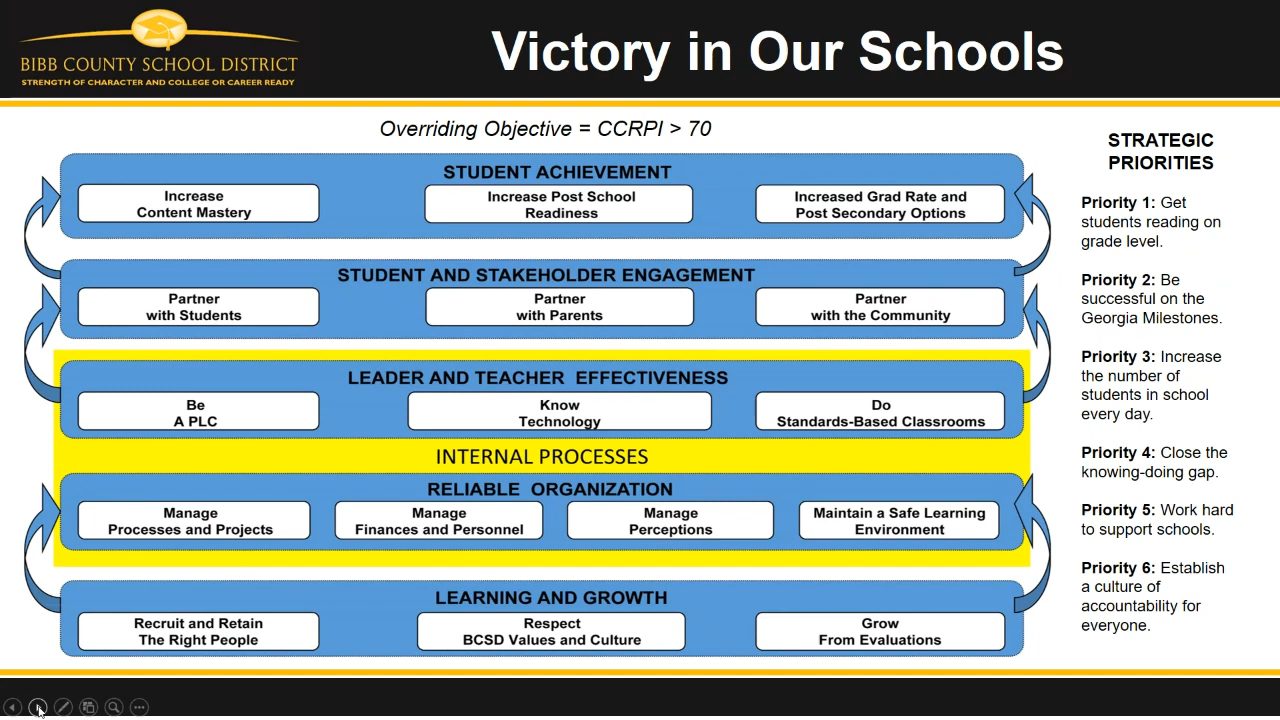 BIBB COUNTY SCHOOL DISTRICT
STRENGTH OF CHARACTER AND COLLEGE OR CAREER READY
Victory in Our Schools
Overriding Objective = CCRPI > 70
STUDENT ACHIEVEMENT
Increase
Content Mastery
Increase Post School
Readiness
Increased Grad Rate and
Post Secondary Options
STUDENT AND STAKEHOLDER ENGAGEMENT
Partner
with Students
Partner
with Parents
Partner
with the Community
LEADER AND TEACHER EFFECTIVENESS
Be
A PLC
Know
Technology
Do
Standards-Based Classrooms
INTERNAL PROCESSES
RELIABLE ORGANIZATION
Manage
Processes and Projects
Manage
Finances and Personnel
Manage
Perceptions
Maintain a Safe Learning
Environment
LEARNING AND GROWTH
Recruit and Retain
The Right People
Respect
BCSD Values and Culture
Grow
From Evaluations
STRATEGIC
PRIORITIES
Priority 1: Get
students reading on
grade level.
Priority 2: Be
successful on the
Georgia Milestones.
Priority 3: Increase
the number of
students in school
every day.
Priority 4: Close the
knowing-doing gap.
Priority 5: Work hard
to support schools.
Priority 6: Establish
a culture of
accountability for
everyone.